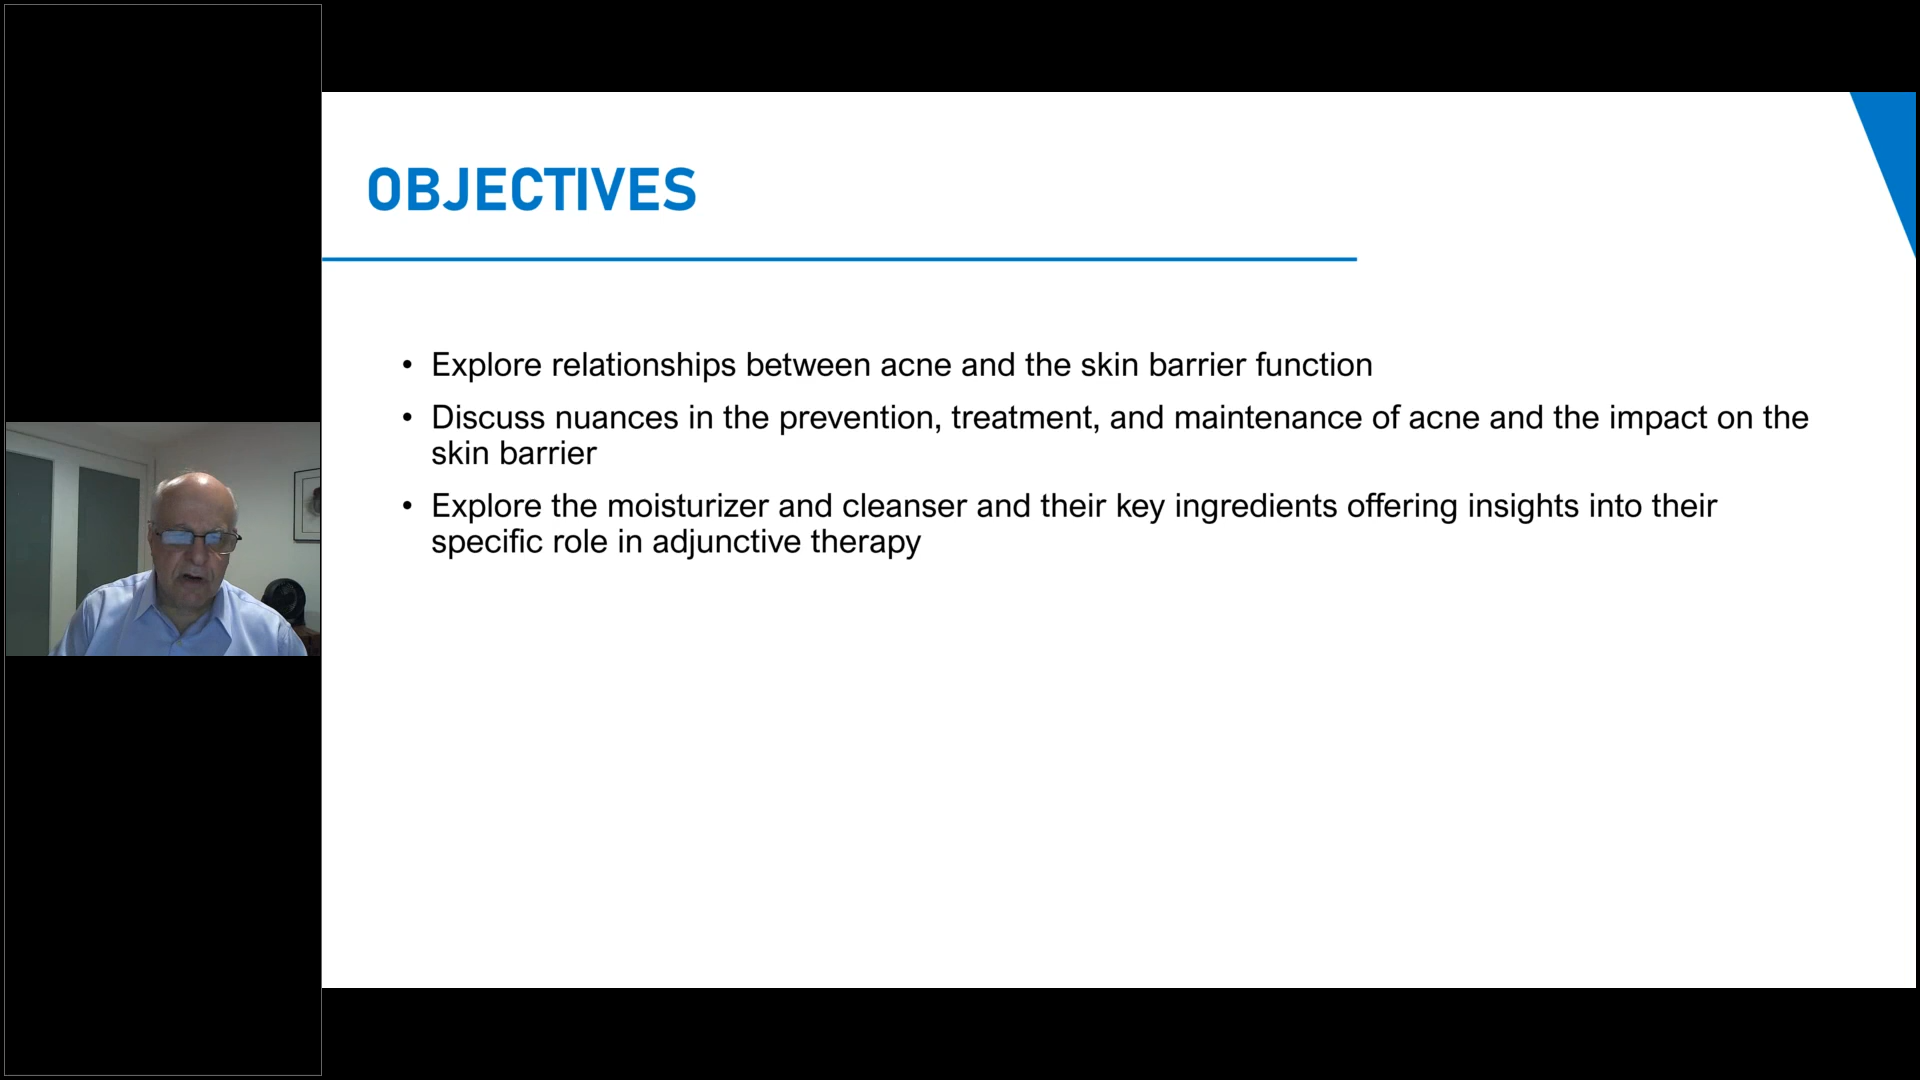 OBJECTIVES
• Explore relationships between acne and the skin barrier function
• Discuss nuances in the prevention, treatment, and maintenance of acne and the impact on the
skin barrier
• Explore the moisturizer and cleanser and their key ingredients offering insights into their
specific role in adjunctive therapy